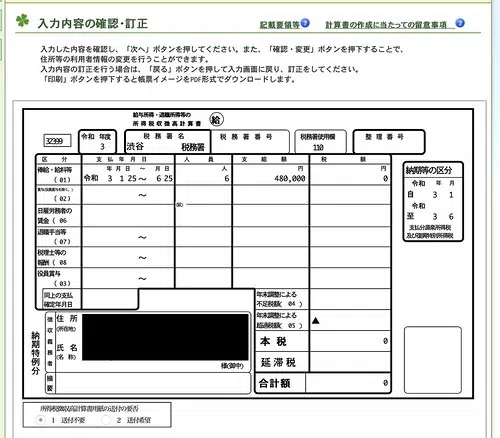 入力内容の確認・訂正
記載要領等 ? 計算書の作成に当たっての留意事項 ?
入力した内容を確認し、「次へ」ボタンを押してください。また、「確認・変更」ボタンを押下することで、
住所等の利用者情報の変更を行うことができます。
入力内容の訂正を行う場合は、「戻る」ボタンを押して入力画面に戻り、訂正をしてください。
「印刷」ボタンを押下すると帳票イメージをPDF形式でダウンロードします。
給与所得・退職所得等の
所得税徴収高計算書 給
32399
令和 年度
3
税務署名
渋谷 税務署
税務署番号
税務署使用欄
110
整理番号
区分 支払年月日 人員 支給額 税額
年 月 日 ～ 月 日 人 円 円
俸給・給料等
(01) 令和 3 1 25 ～ 6 25 6 480,000 0
(02) ～
日雇労務者の
賃金 (06
退職手当等
(07) ～
税理士等の
報酬 (08 ～
役員賞与
(03) ～
同上の支払
確定年月日
納期等の区分
令和 年 月
自 3 1
令和
至 3 6
支払分源泉所得税
及び復興特別所得税
年末調整による
不足税額 (04)
年末調整による
超過税額 (05) ▲
本税 0
延滞税
合計額 0
納期特例分
徴収義務者
住所
(所在地)
氏名
(名称)
様(御中)
摘要
所得税徴収高計算書用紙の送付の要否
1 送付不要 2 送付希望